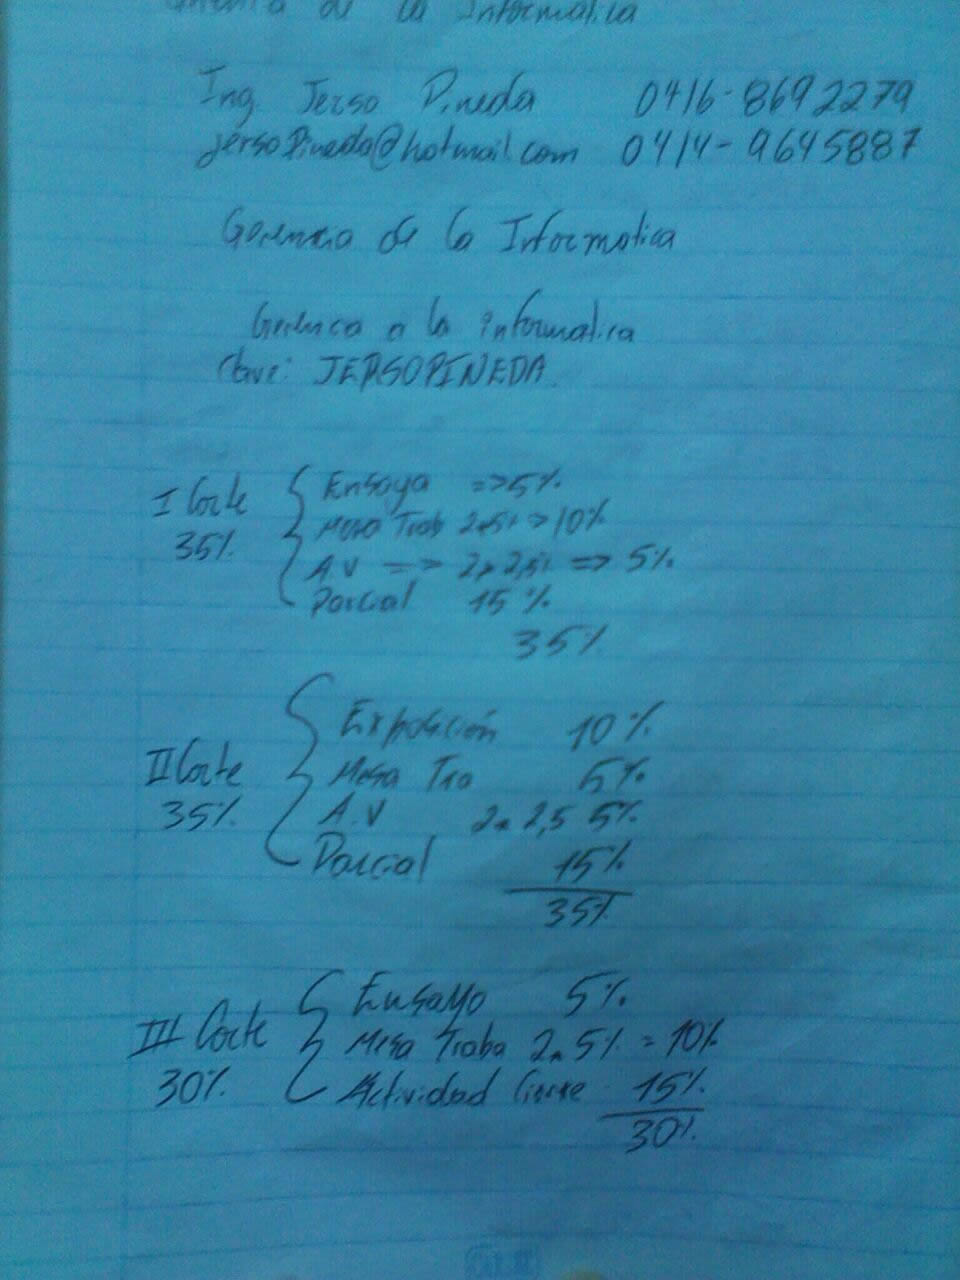 de la Informatica
Ing. Jerso Pineda 0416-8692279
jersoPineda@hotmail.com 0414-9645887
Gerencia de la Informatica
Gerenca a la informatica
Clave: JERSOPINEDA
I Corte
35%
Ensayo => 5%
Mesa Trab 2x5% => 10%
A.V => 2x2,5% => 5%
Parcial 15%
35%
II Corte
35%
Exposición 10%
Mesa Tra 5%
A.V 2x2,5 5%
Parcial 15%
35%
III Corte
30%
Ensayo 5%
Mesa Traba 2x5% = 10%
Actividad Cierre 15%
30%